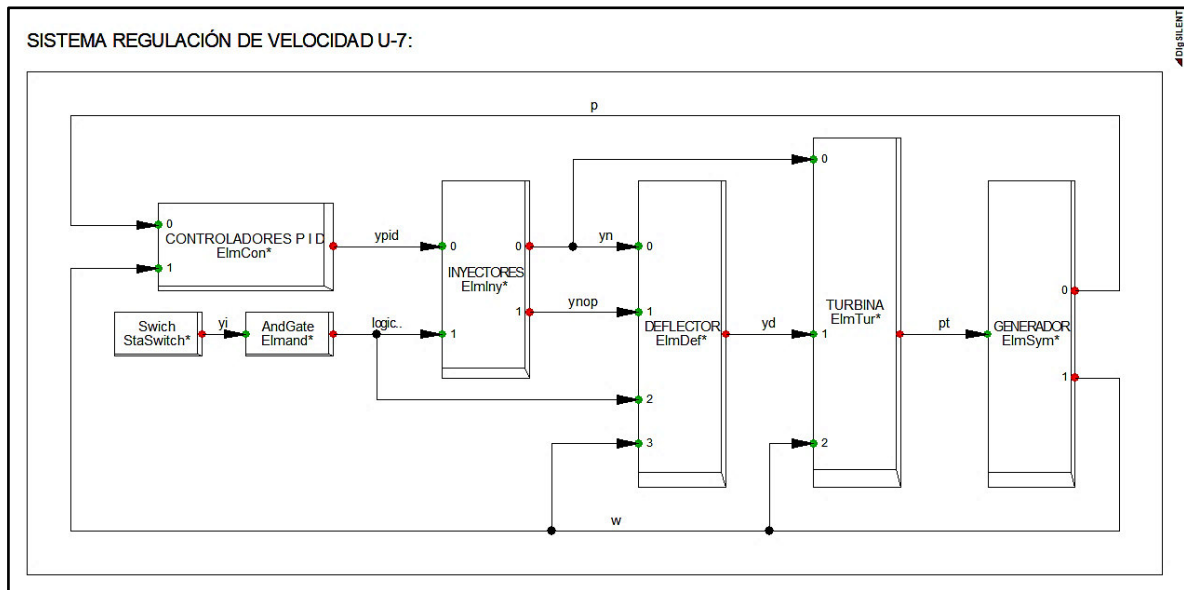 SISTEMA REGULACIÓN DE VELOCIDAD U-7:
DIgSILENT
p
0
CONTROLADORES P I D
ElmCon*
1
ypid
Swich
StaSwitch*
yi
AndGate
Elmand*
logic..
0
0
INYECTORES
ElmIny*
1
1
yn
ynop
0
1
DEFLECTOR
ElmDef*
2
3
yd
0
TURBINA
ElmTur*
1
2
pt
0
GENERADOR
ElmSym*
1
w